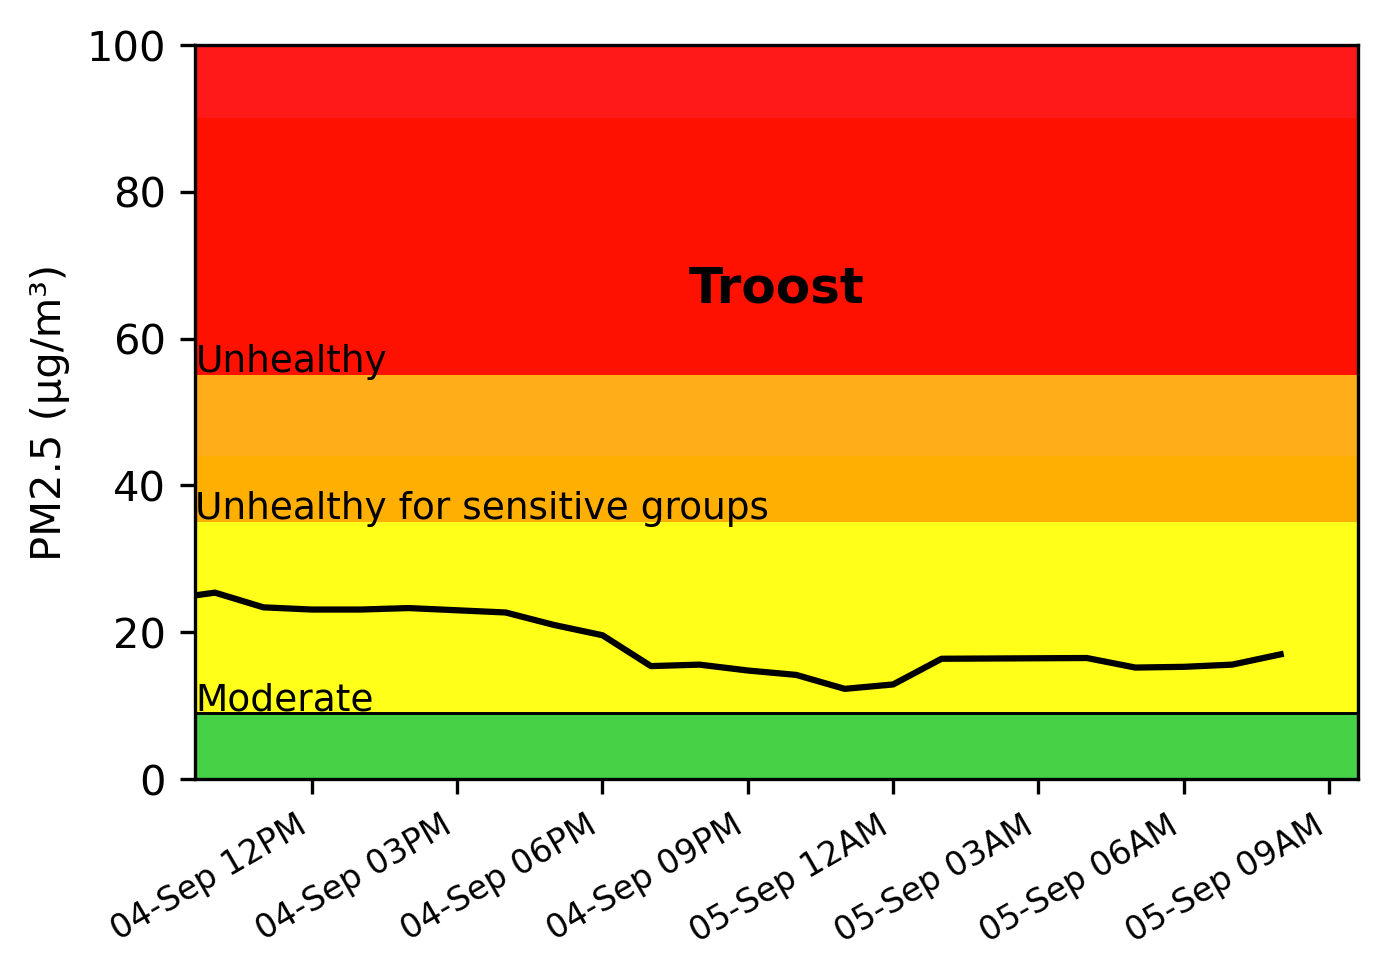 100
80
60
40
20
0
PM2.5 (µg/m³)
Troost
Unhealthy
Unhealthy for sensitive groups
Moderate
04-Sep 12PM
04-Sep 03PM
04-Sep 06PM
04-Sep 09PM
05-Sep 12AM
05-Sep 03AM
05-Sep 06AM
05-Sep 09AM